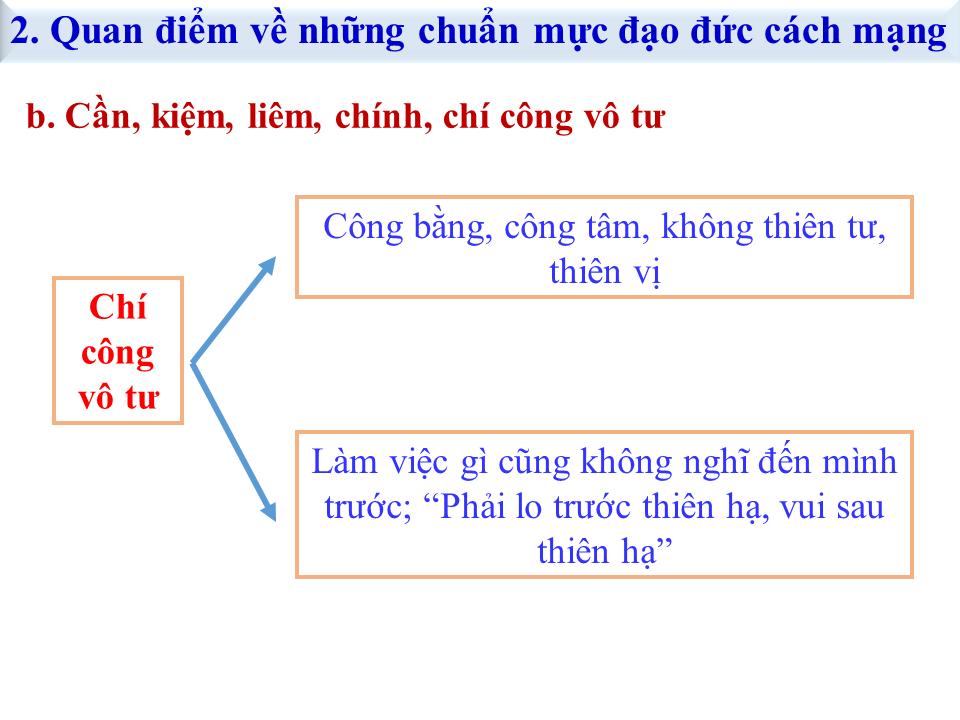 2. Quan điểm về những chuẩn mực đạo đức cách mạng
b. Cần, kiệm, liêm, chính, chí công vô tư
Công bằng, công tâm, không thiên tư,
thiên vị
Chí
công
vô tư
Làm việc gì cũng không nghĩ đến mình
trước; “Phải lo trước thiên hạ, vui sau
thiên hạ”